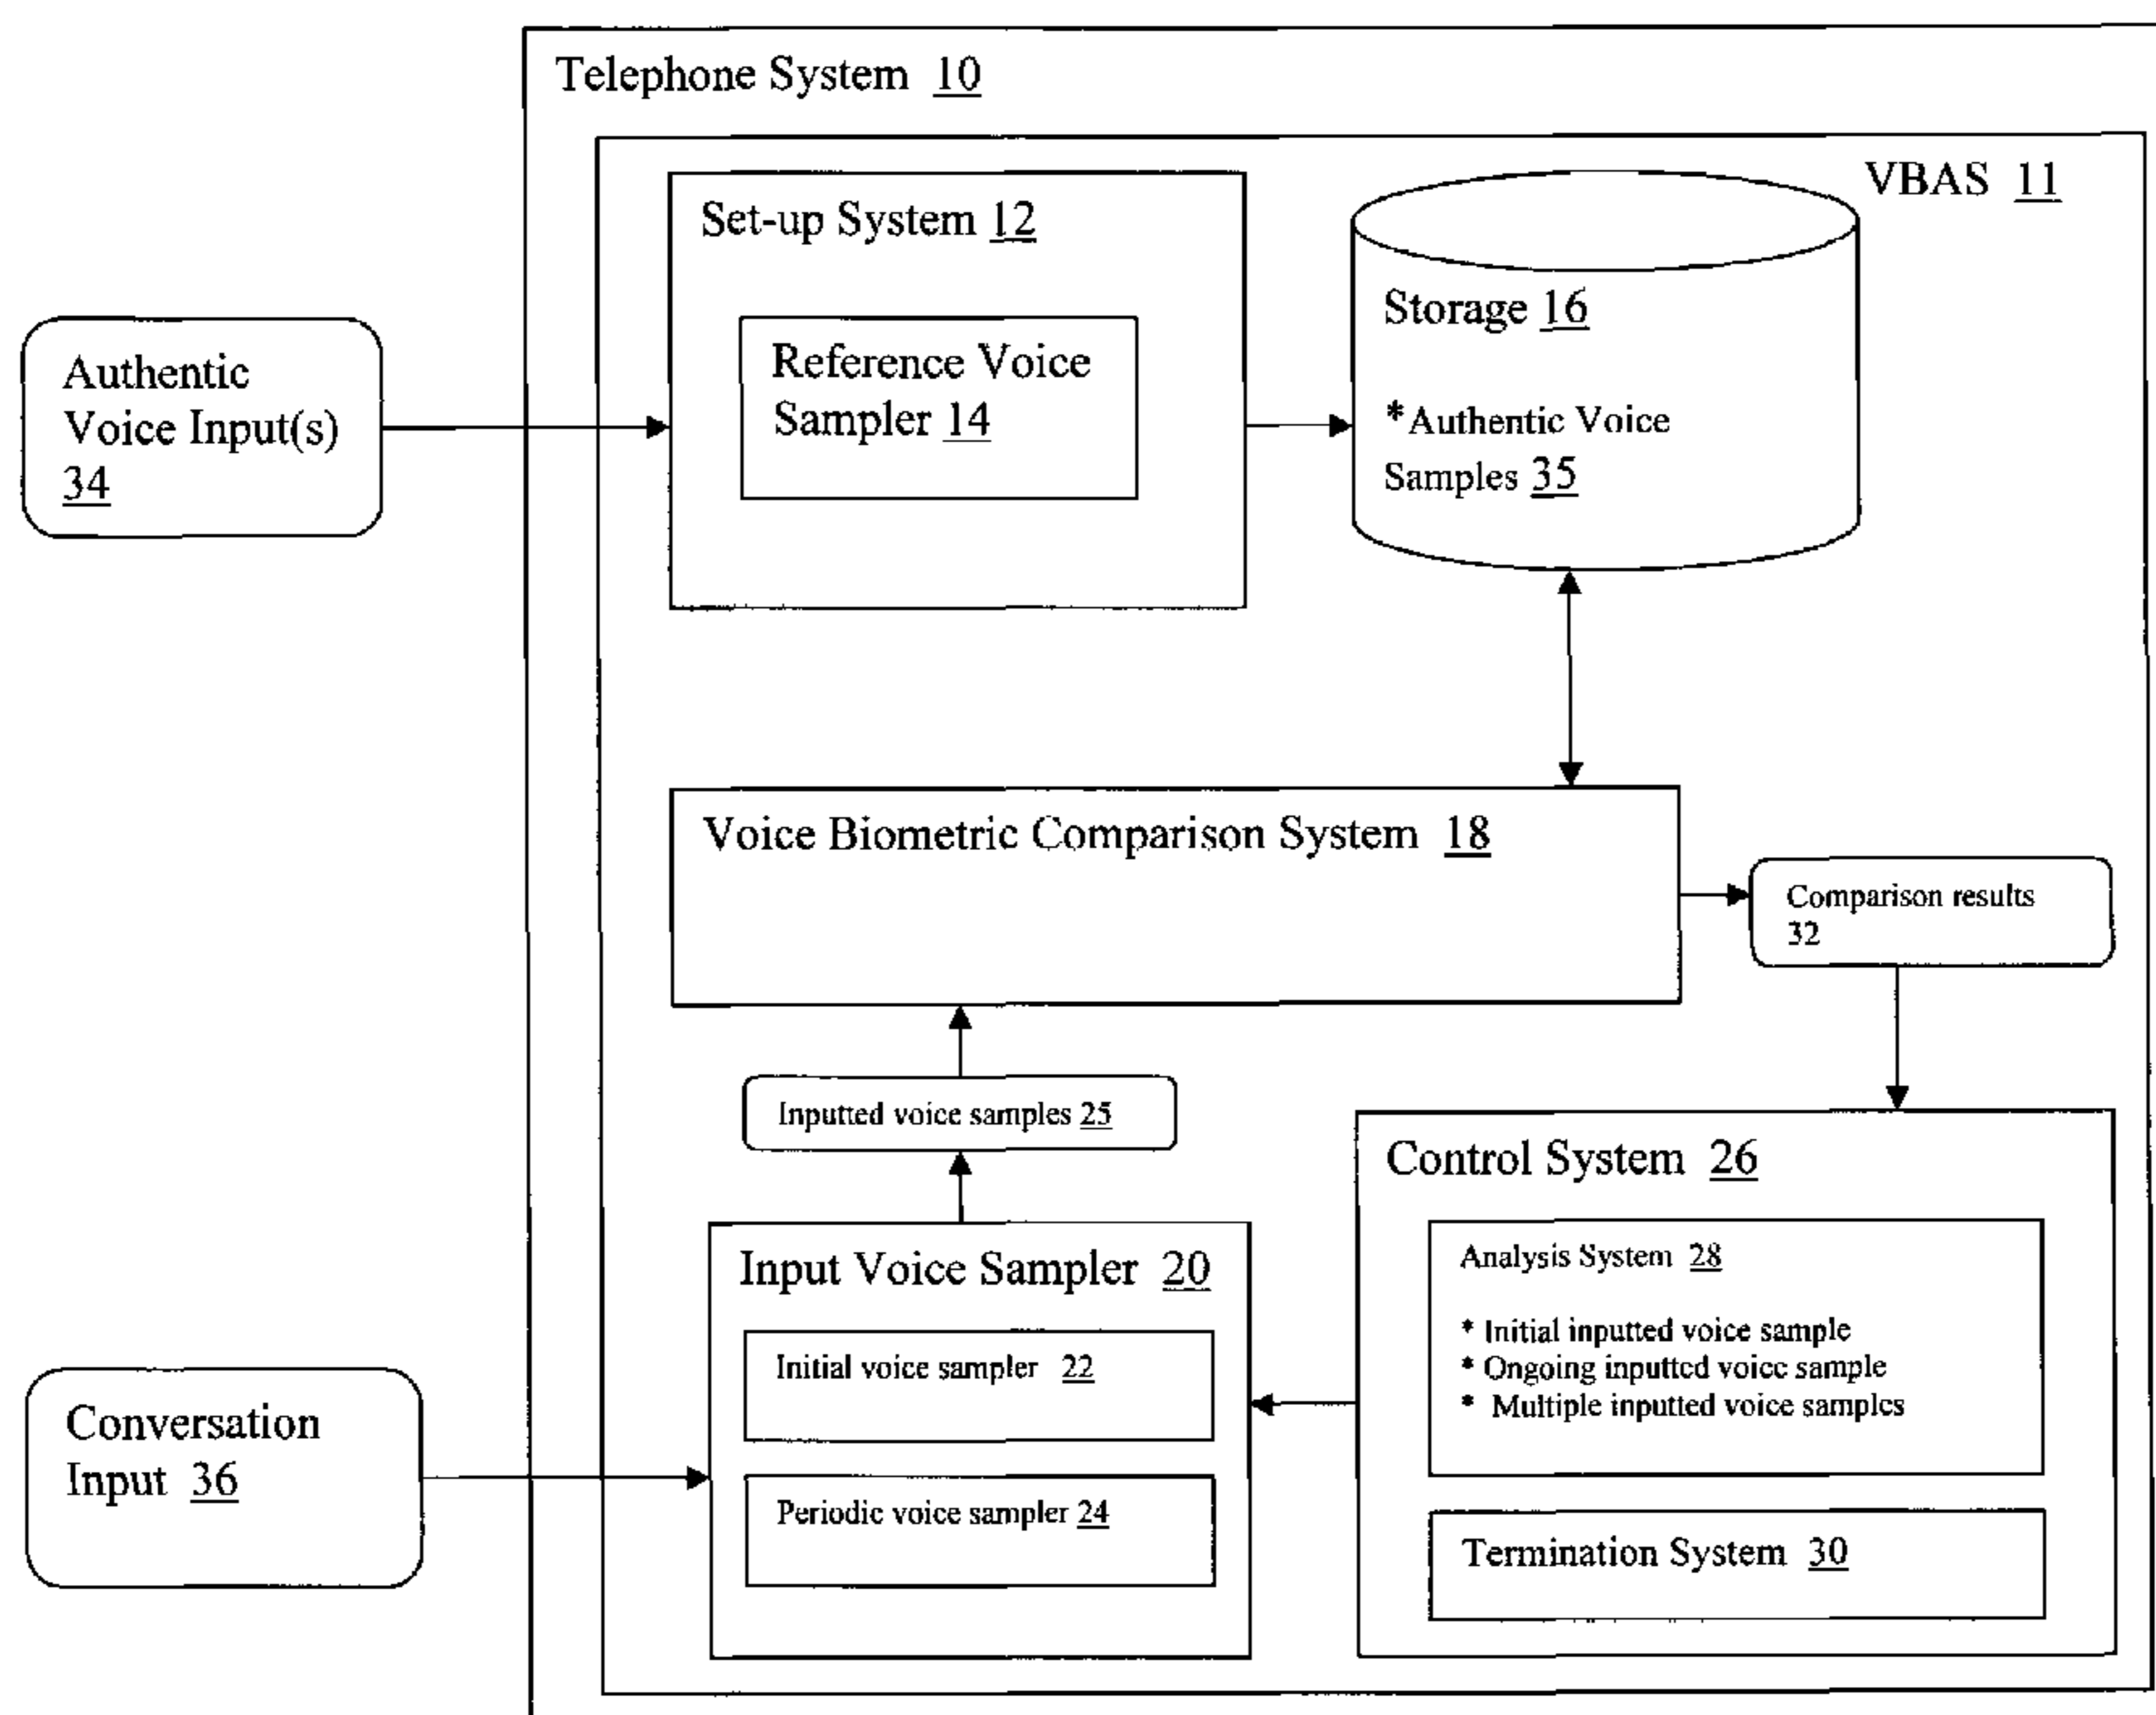 Telephone System 10
VBAS 11
Set-up System 12
Reference Voice
Sampler 14
Storage 16
*Authentic Voice
Samples 35
Authentic
Voice Input(s)
34
Voice Biometric Comparison System 18
Comparison results
32
Inputted voice samples 25
Control System 26
Analysis System 28
* Initial inputted voice sample
* Ongoing inputted voice sample
* Multiple inputted voice samples
Termination System 30
Input Voice Sampler 20
Initial voice sampler 22
Periodic voice sampler 24
Conversation
Input 36